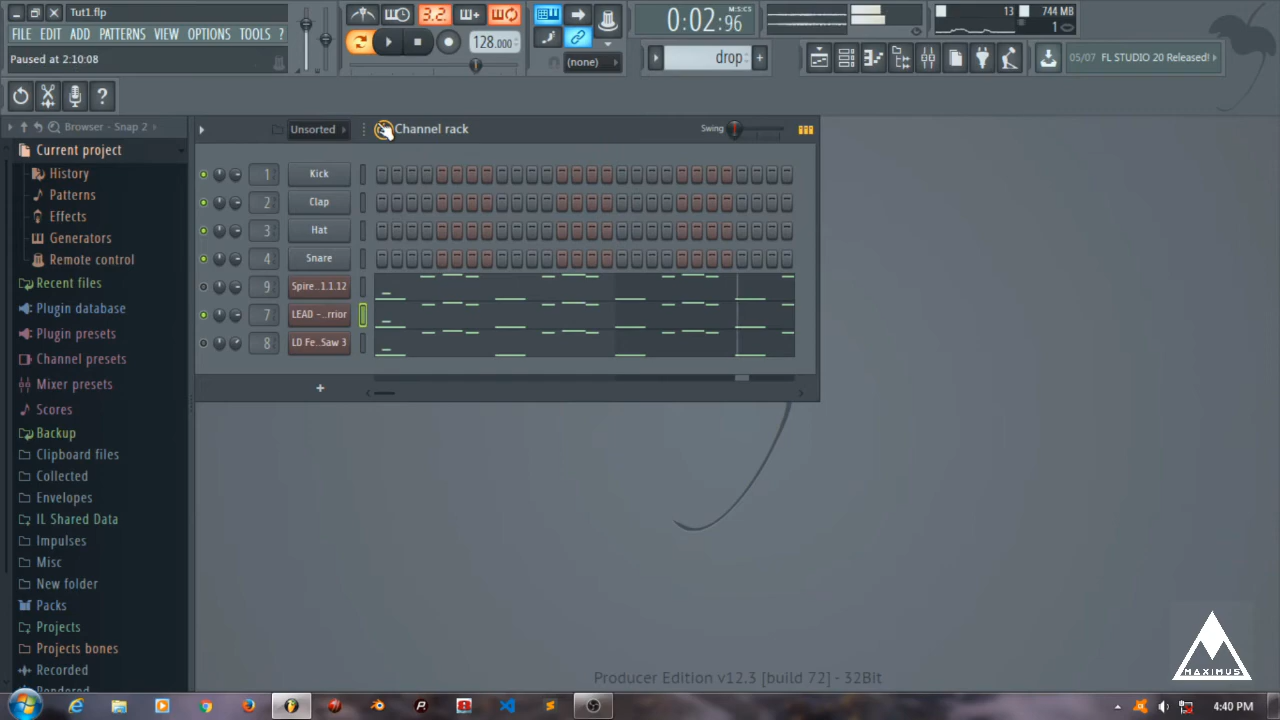 Tut1.flp
FILE EDIT ADD PATTERNS VIEW OPTIONS TOOLS ?
Paused at 2:10:08
3.2
128.000
(none)
0:02:96
M:S:CS
drop
13
744 MB
1
05/07 FL STUDIO 20 Released!
?
Browser - Snap 2
Current project
History
Patterns
Effects
Generators
Remote control
Recent files
Plugin database
Plugin presets
Channel presets
Mixer presets
Scores
Backup
Clipboard files
Collected
Envelopes
IL Shared Data
Impulses
Misc
New folder
Packs
Projects
Projects bones
Recorded
Rendered
Unsorted
Channel rack
Swing
1 Kick
2 Clap
3 Hat
4 Snare
9 Spire..1.1.12
7 LEAD -...rrior
8 LD Fe..Saw 3
+
Producer Edition v12.3 [build 72] - 32Bit
MAXIMUS
4:40 PM